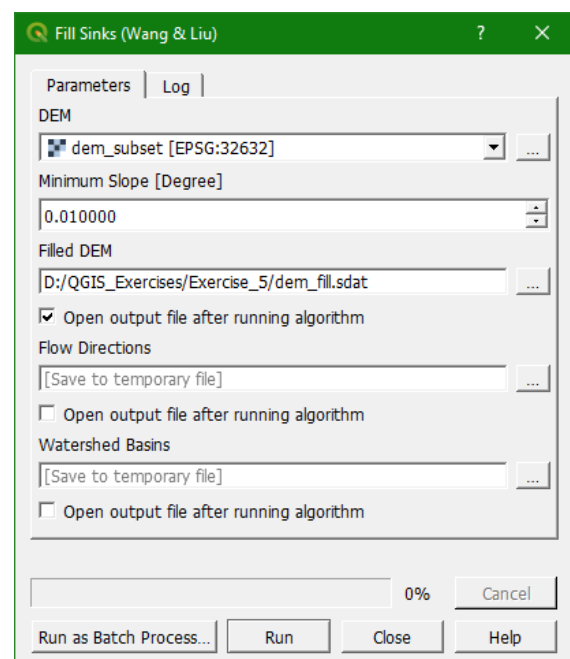 Fill Sinks (Wang & Liu) ? ×
Parameters Log
DEM
dem_subset [EPSG:32632] ...
Minimum Slope [Degree]
0.010000
Filled DEM
D:/QGIS_Exercises/Exercise_5/dem_fill.sdat ...
Open output file after running algorithm
Flow Directions
[Save to temporary file] ...
Open output file after running algorithm
Watershed Basins
[Save to temporary file] ...
Open output file after running algorithm
0% Cancel
Run as Batch Process... Run Close Help